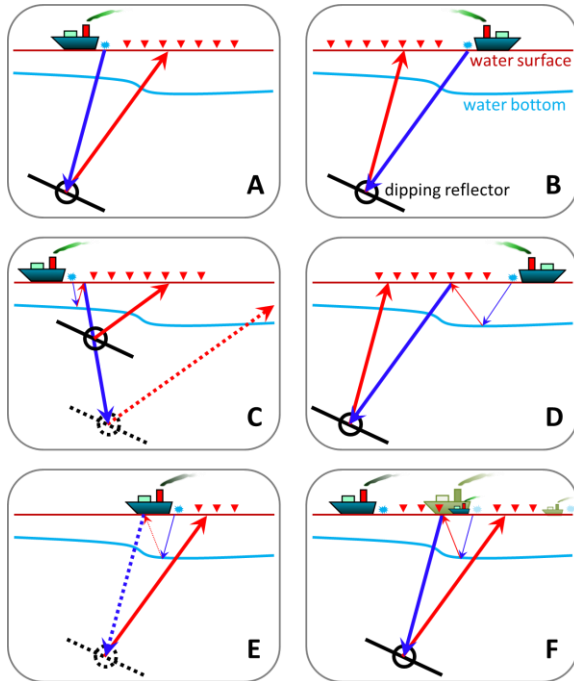 water surface
water bottom
A
dipping reflector
B
C
D
E
F